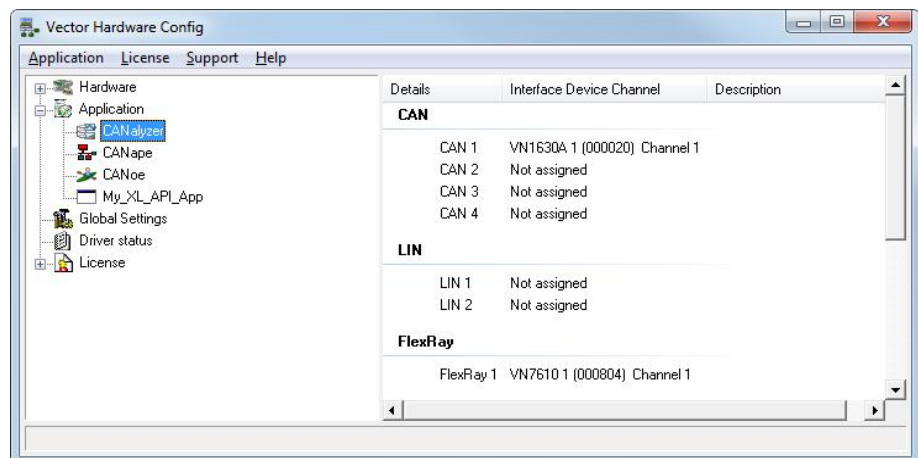 Vector Hardware Config
Application License Support Help
Hardware
Application
CANalyzer
CANape
CANoe
My_XL_API_App
Global Settings
Driver status
License
Details Interface Device Channel Description
CAN
CAN 1 VN1630A 1 (000020) Channel 1
CAN 2 Not assigned
CAN 3 Not assigned
CAN 4 Not assigned
LIN
LIN 1 Not assigned
LIN 2 Not assigned
FlexRay
FlexRay 1 VN7610 1 (000804) Channel 1